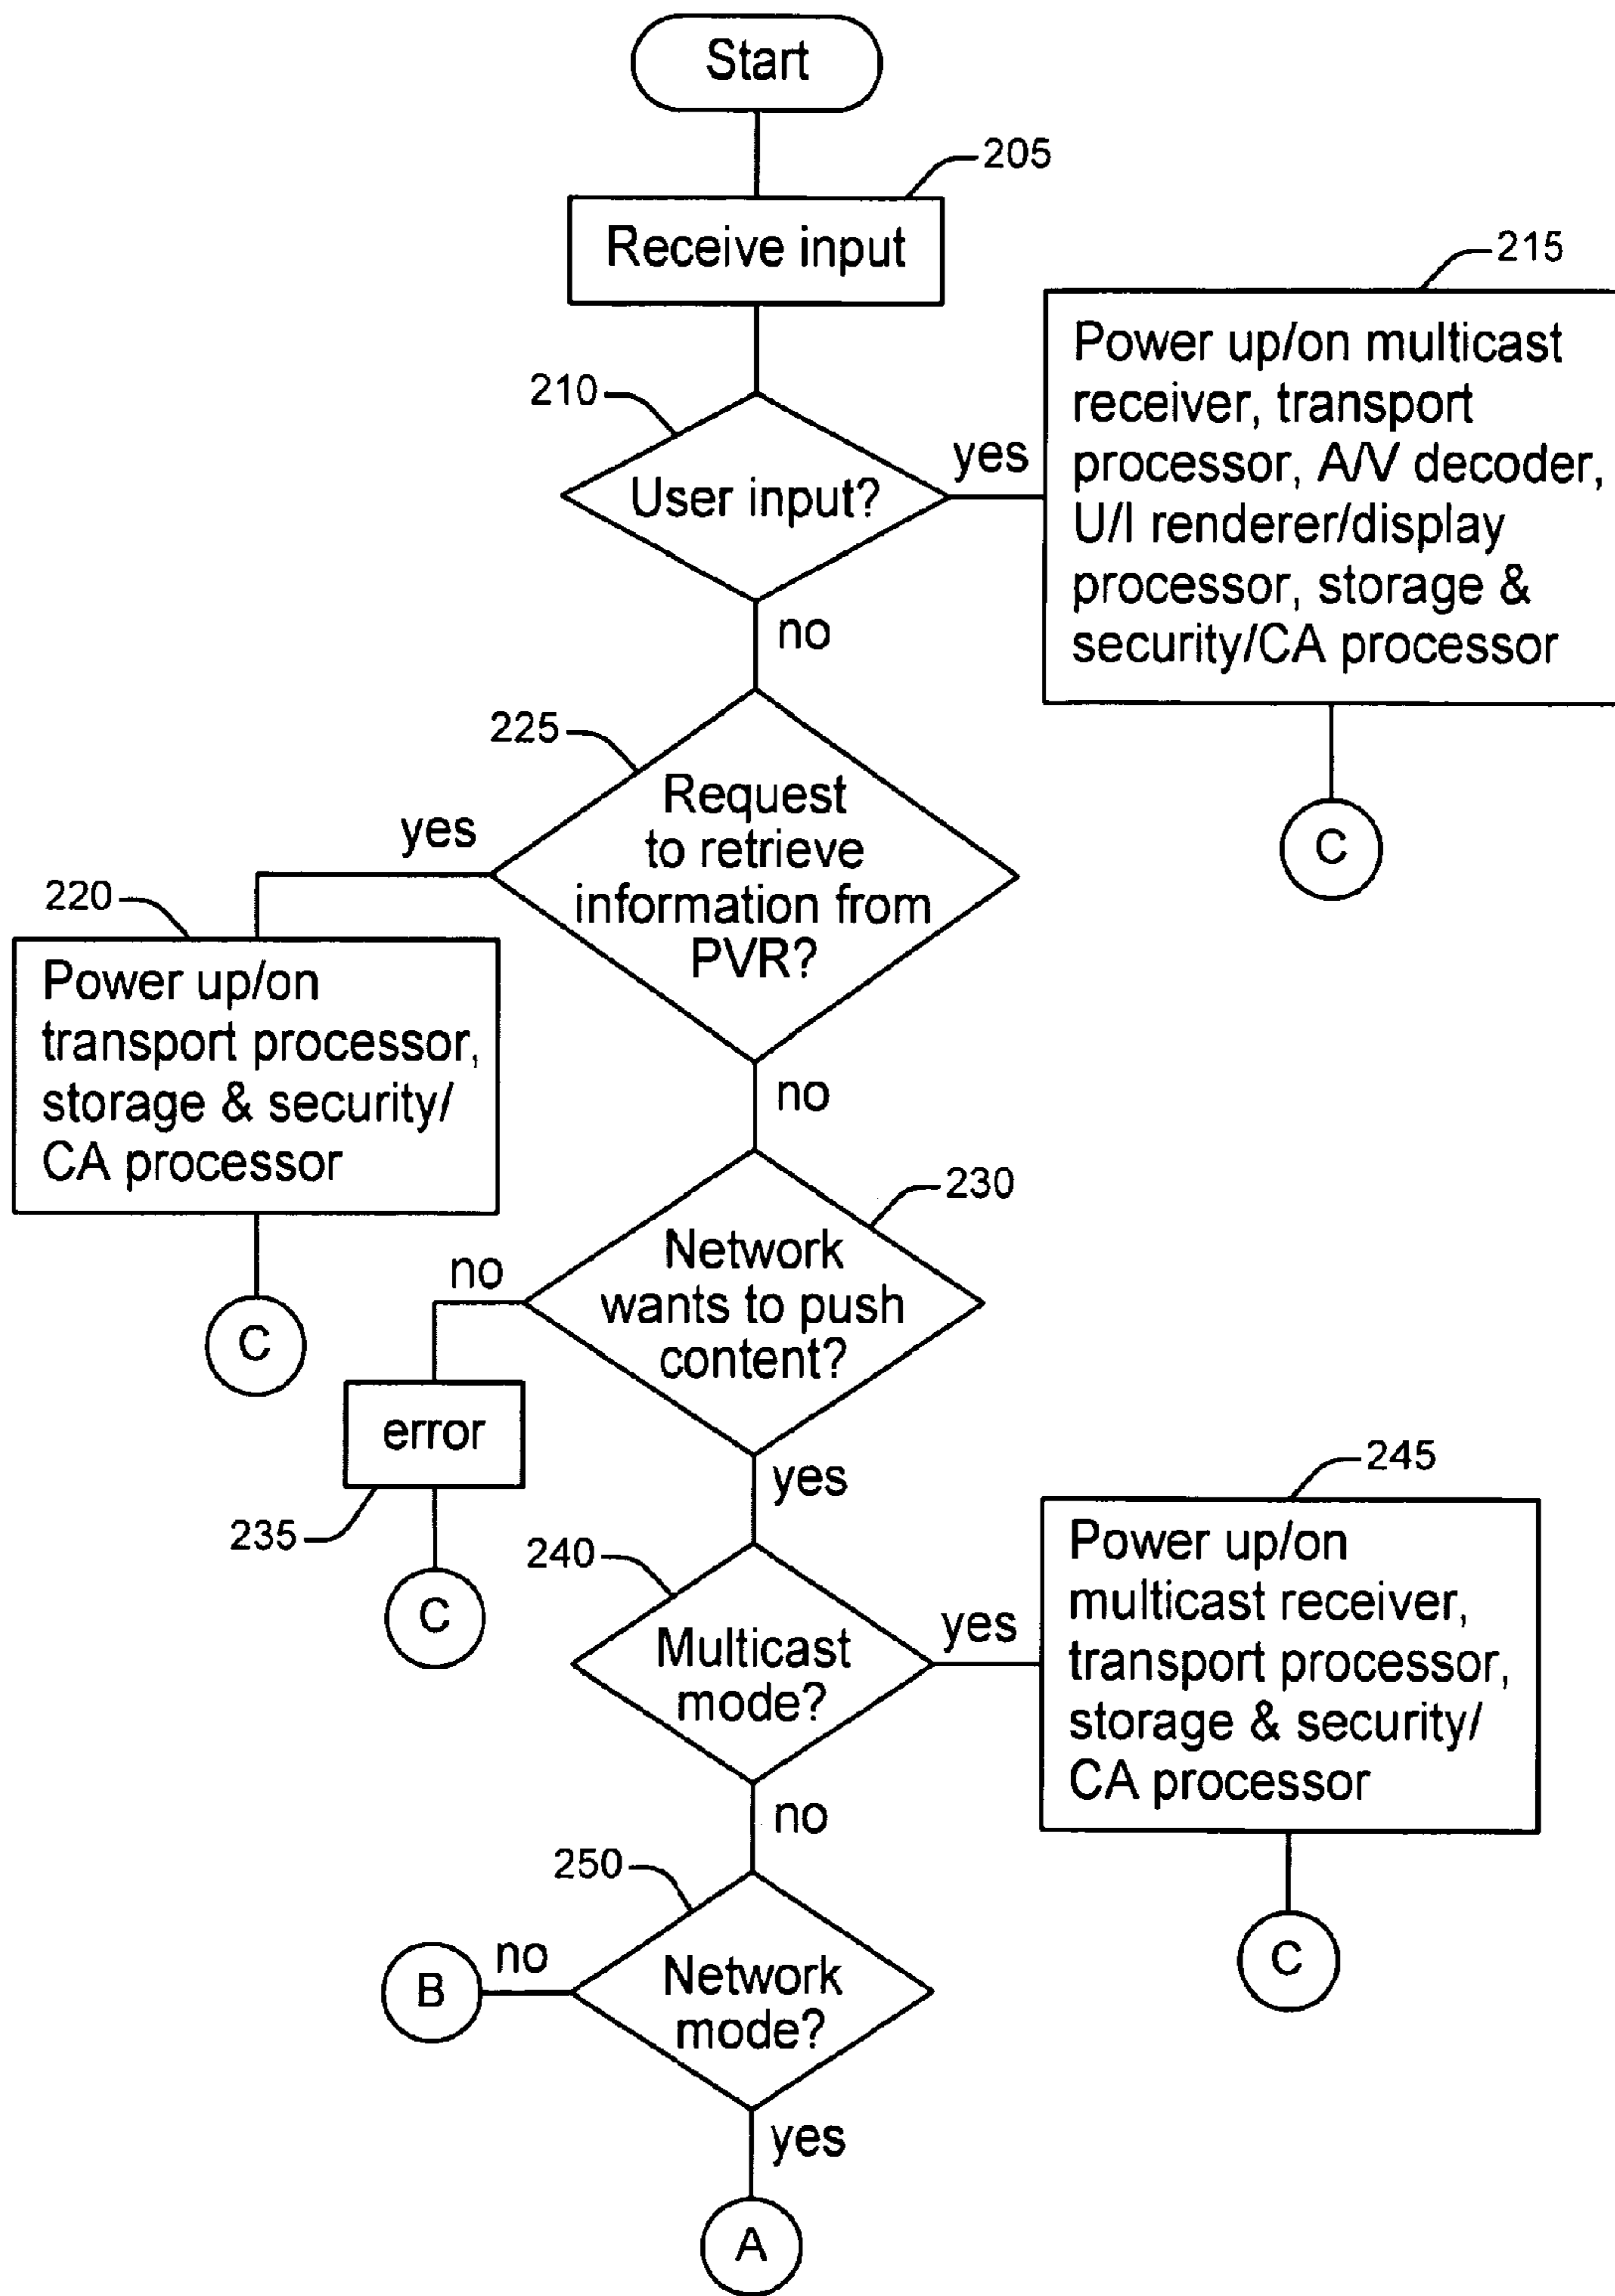 Start
205
Receive input
215
Power up/on multicast
receiver, transport
processor, A/V decoder,
U/I renderer/display
processor, storage &
security/CA processor
210
User input?
yes
no
C
225
Request
to retrieve
information from
PVR?
yes
220
Power up/on
transport processor,
storage & security/
CA processor
C
no
230
Network
wants to push
content?
no
error
235
C
yes
240
Multicast
mode?
yes
245
Power up/on
multicast receiver,
transport processor,
storage & security/
CA processor
C
no
250
Network
mode?
no
B
yes
A